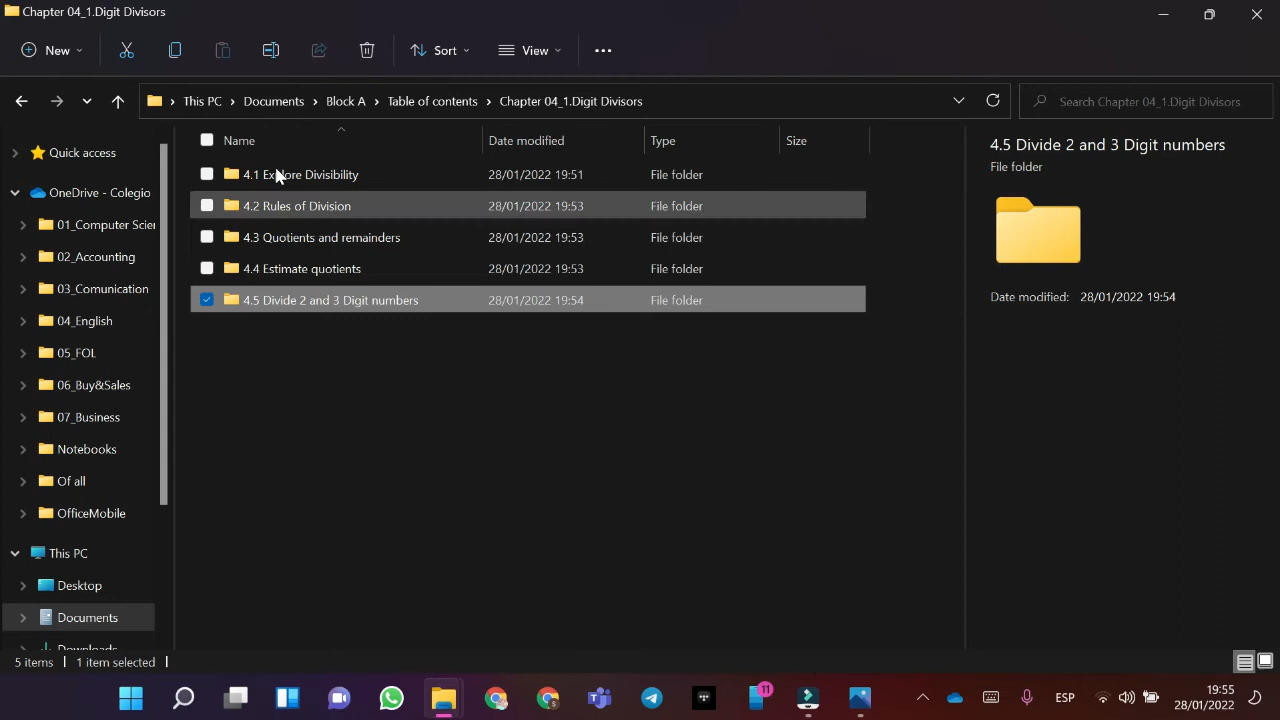 Chapter 04_1.Digit Divisors
New
Sort
View
This PC > Documents > Block A > Table of contents > Chapter 04_1.Digit Divisors
Search Chapter 04_1.Digit Divisors
Quick access
OneDrive - Colegio
01_Computer Scien
02_Accounting
03_Comunication
04_English
05_FOL
06_Buy&Sales
07_Business
Notebooks
Of all
OfficeMobile
This PC
Desktop
Documents
Downloads
Name Date modified Type Size
4.1 Explore Divisibility 28/01/2022 19:51 File folder
4.2 Rules of Division 28/01/2022 19:53 File folder
4.3 Quotients and remainders 28/01/2022 19:53 File folder
4.4 Estimate quotients 28/01/2022 19:53 File folder
4.5 Divide 2 and 3 Digit numbers 28/01/2022 19:54 File folder
4.5 Divide 2 and 3 Digit numbers
File folder
Date modified: 28/01/2022 19:54
5 items 1 item selected
11
ESP
19:55
28/01/2022